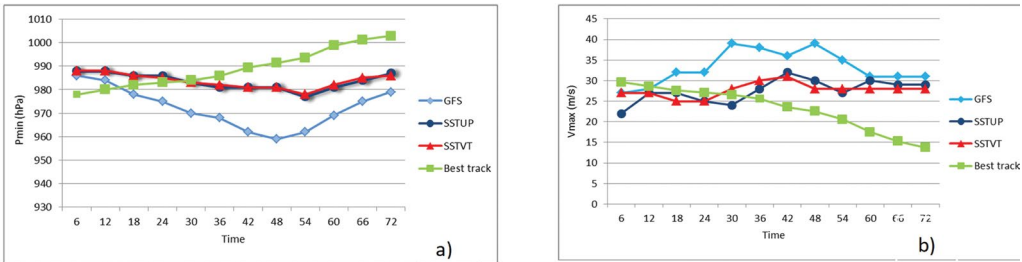 1010
1000
990
980
970
960
950
940
930
Pmin (hPa)
6 12 18 24 30 36 42 48 54 60 66 72
Time
GFS
SSTUP
SSTVT
Best track
a)
45
40
35
30
25
20
15
10
5
0
Vmax (m/s)
6 12 18 24 30 36 42 48 54 60 66 72
Time
GFS
SSTUP
SSTVT
Best track
b)